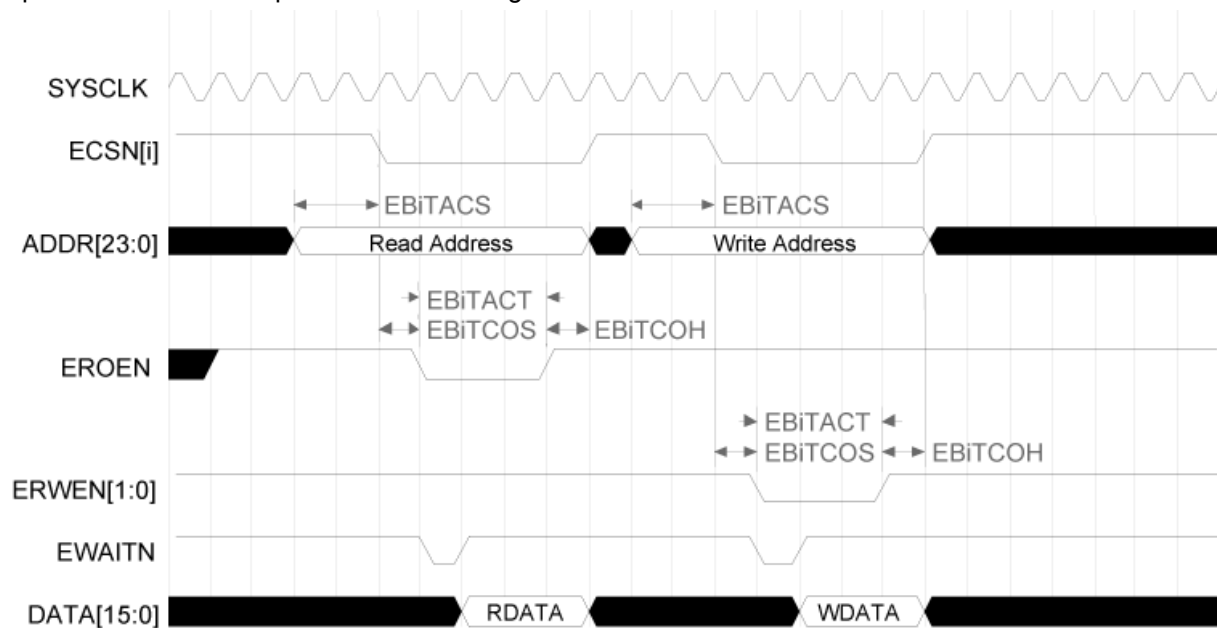 SYSCLK
ECSN[i]
EBiTACS EBiTACS
ADDR[23:0] Read Address Write Address
EBiTACT
EBiTCOS EBiTCOH
EROEN
EBiTACT
EBiTCOS EBiTCOH
ERWEN[1:0]
EWAITN
DATA[15:0] RDATA WDATA